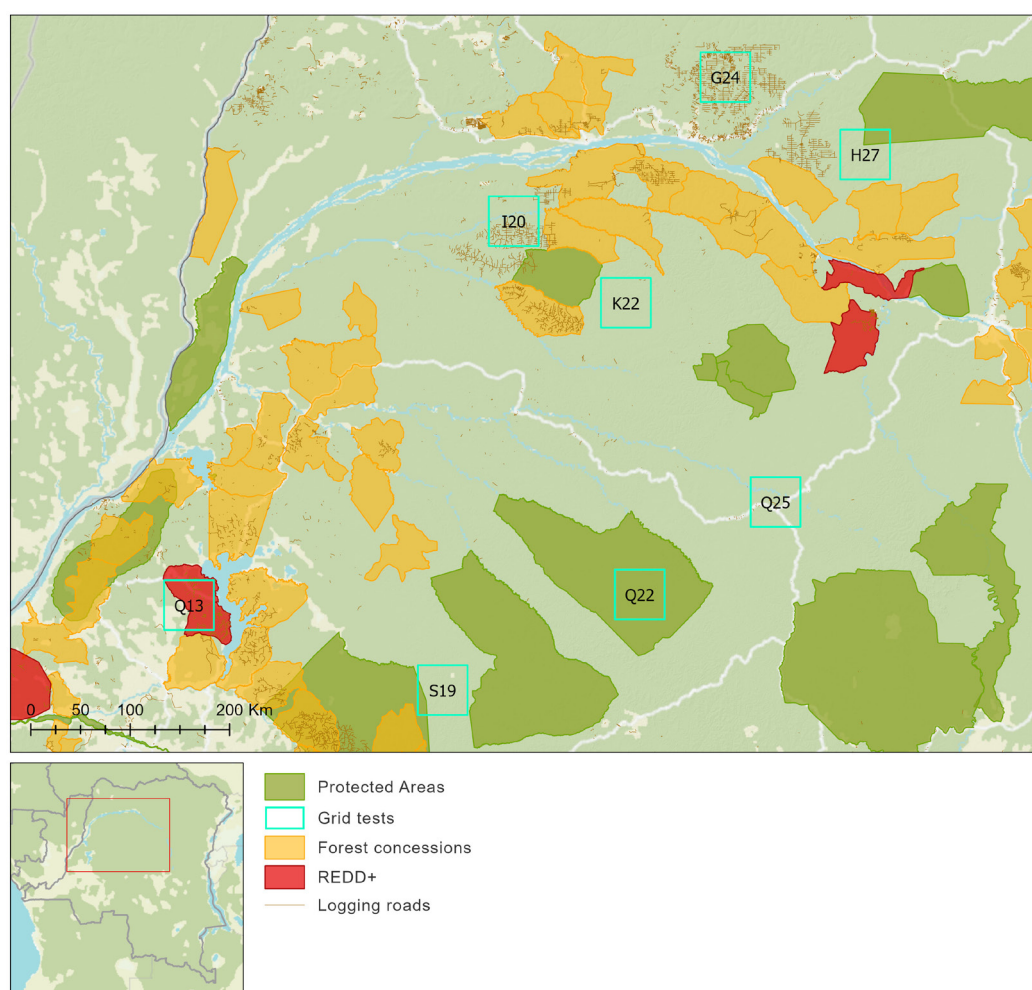 G24
H27
I20
K22
Q25
Q13
Q22
S19
0 50 100 200 Km
Protected Areas
Grid tests
Forest concessions
REDD+
Logging roads